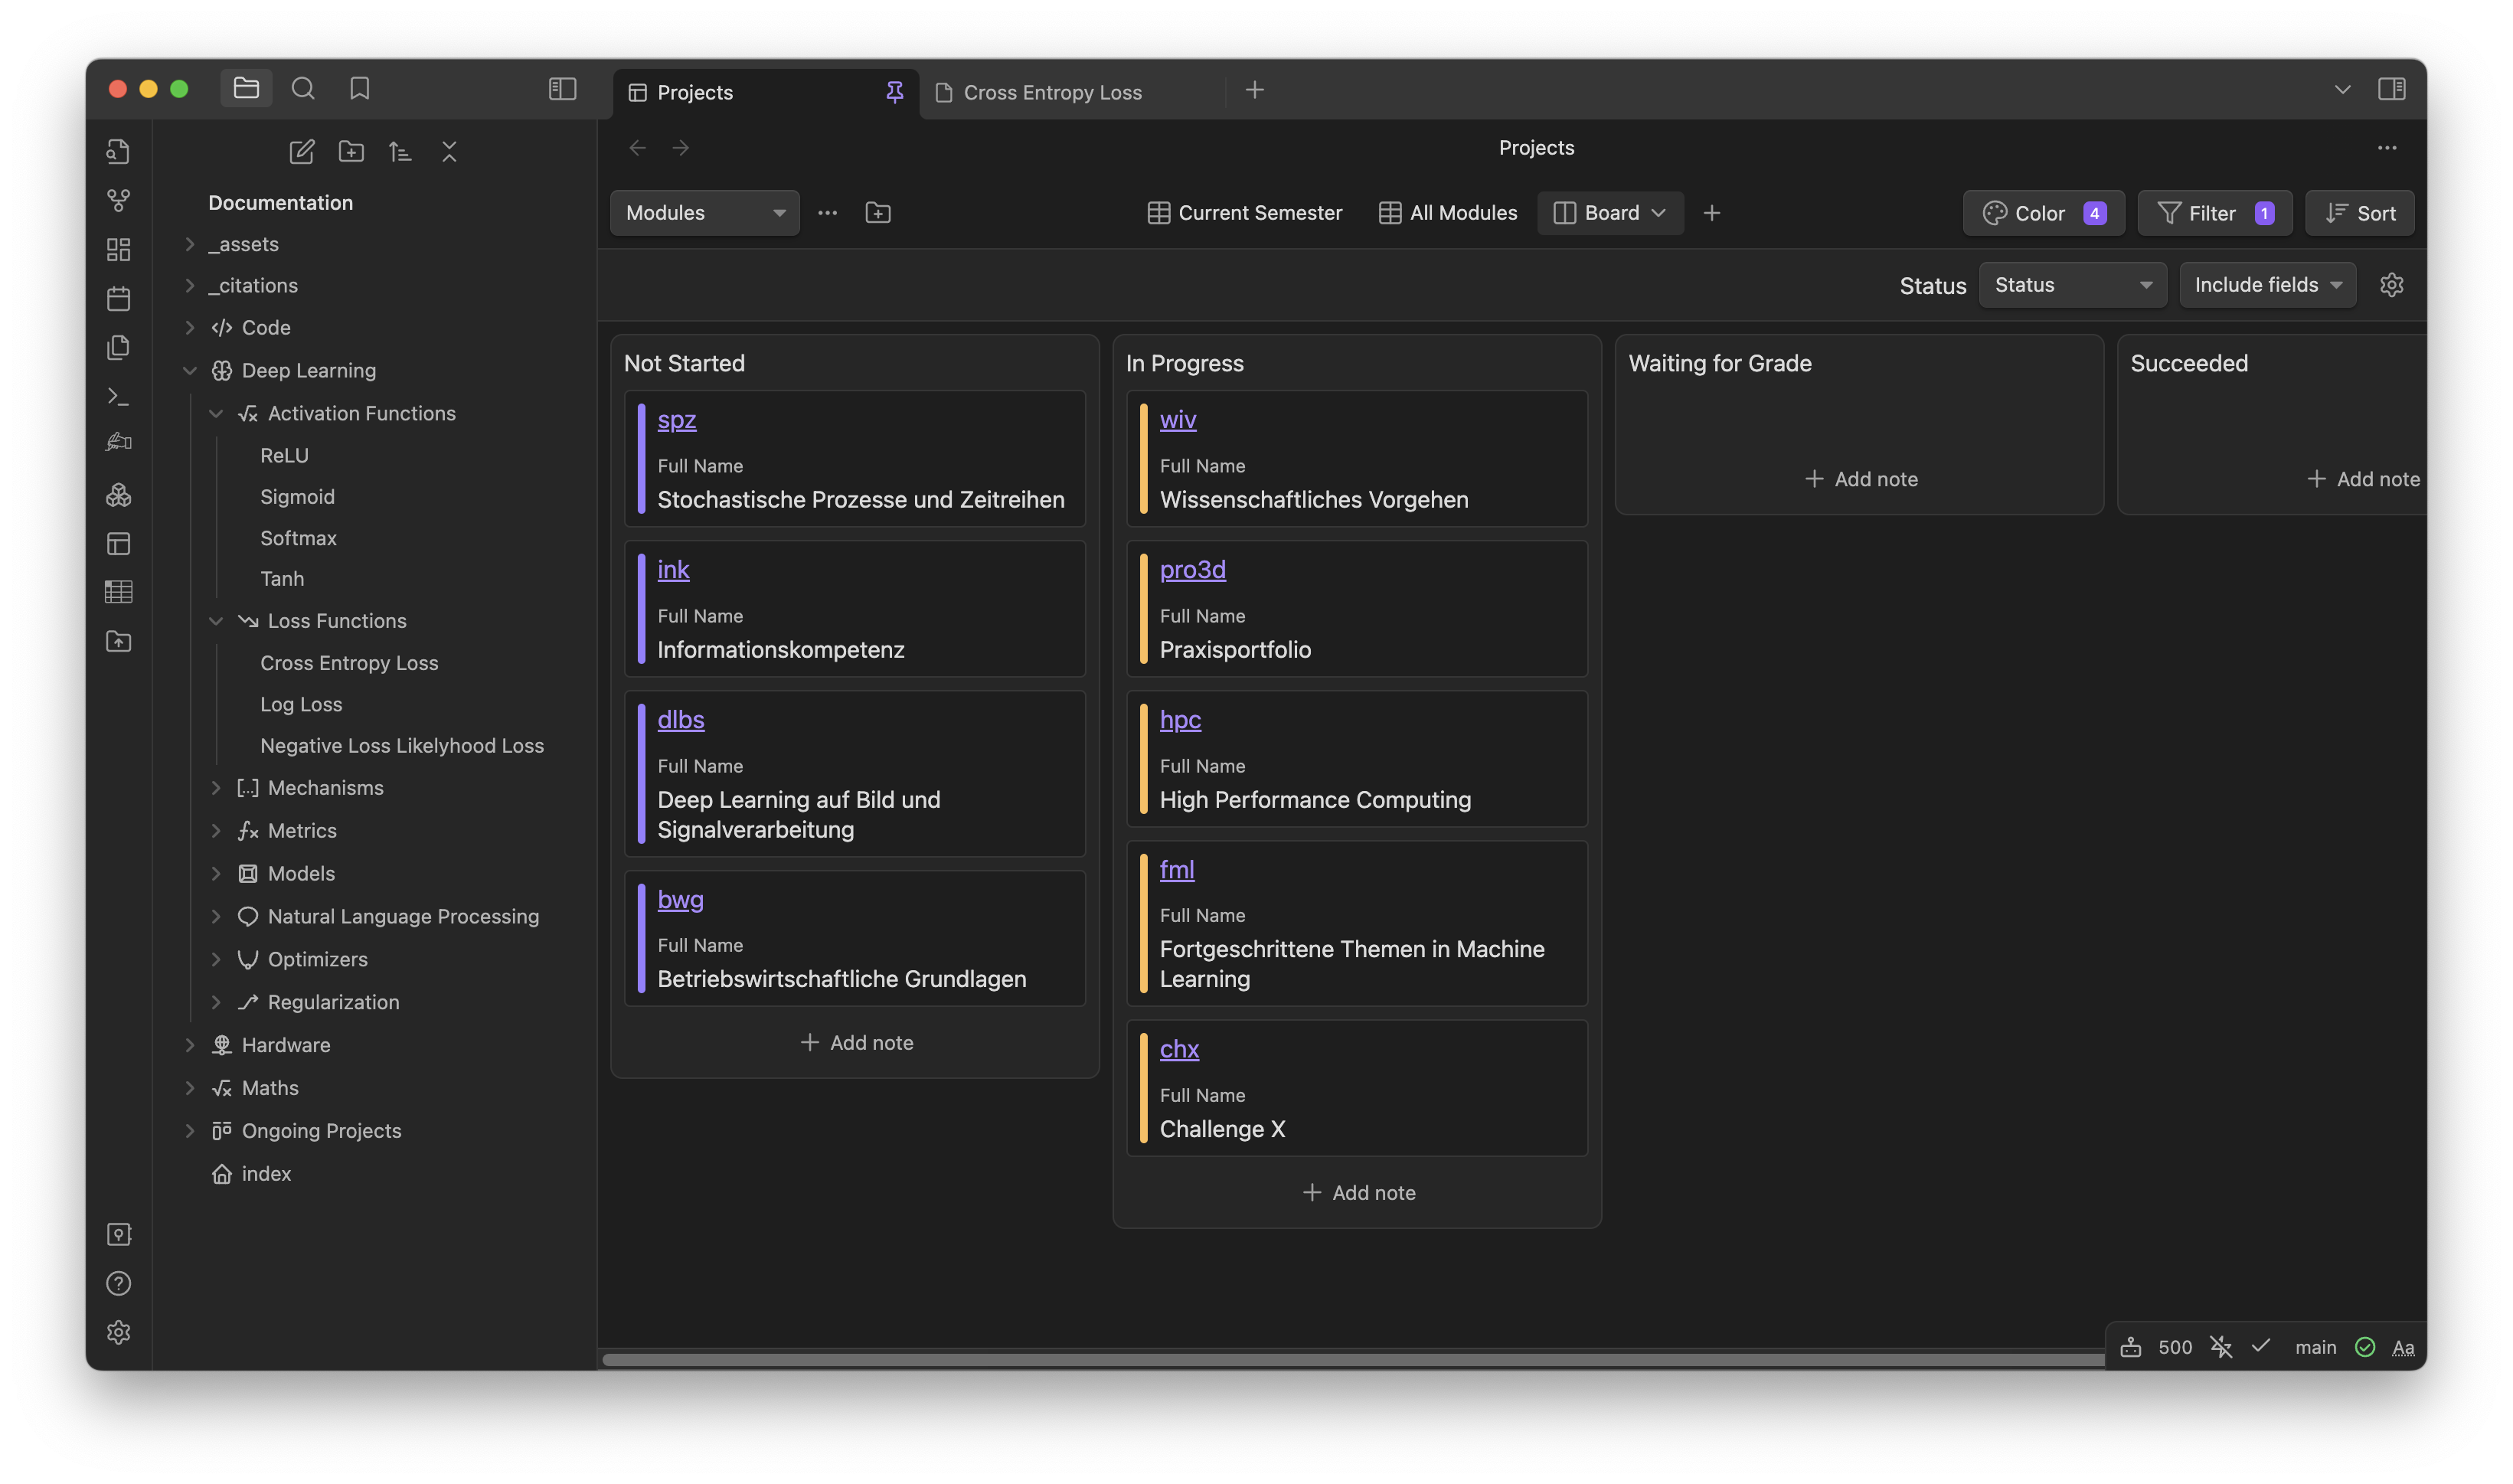 Projects
Cross Entropy Loss
Documentation
_assets
_citations
Code
Deep Learning
Activation Functions
ReLU
Sigmoid
Softmax
Tanh
Loss Functions
Cross Entropy Loss
Log Loss
Negative Loss Likelyhood Loss
Mechanisms
Metrics
Models
Natural Language Processing
Optimizers
Regularization
Hardware
Maths
Ongoing Projects
index
Projects
Modules
Current Semester
All Modules
Board
Color 4
Filter 1
Sort
Status
Status
Include fields
Not Started
spz
Full Name
Stochastische Prozesse und Zeitreihen
ink
Full Name
Informationskompetenz
dlbs
Full Name
Deep Learning auf Bild und
Signalverarbeitung
bwg
Full Name
Betriebswirtschaftliche Grundlagen
Add note
In Progress
wiv
Full Name
Wissenschaftliches Vorgehen
pro3d
Full Name
Praxisportfolio
hpc
Full Name
High Performance Computing
fml
Full Name
Fortgeschrittene Themen in Machine
Learning
chx
Full Name
Challenge X
Add note
Waiting for Grade
Add note
Succeeded
Add note
500
main
Aa